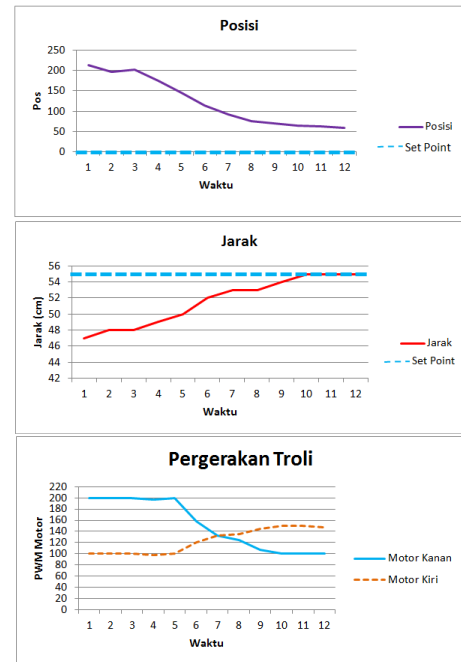 Posisi
250
200
150
100
50
0
Pos
1 2 3 4 5 6 7 8 9 10 11 12
Waktu
Posisi
Set Point
Jarak
56
54
52
50
48
46
44
42
Jarak (cm)
1 2 3 4 5 6 7 8 9 10 11 12
Waktu
Jarak
Set Point
Pergerakan Troli
220
200
180
160
140
120
100
80
60
40
20
0
PWM Motor
1 2 3 4 5 6 7 8 9 10 11 12
Waktu
Motor Kanan
Motor Kiri